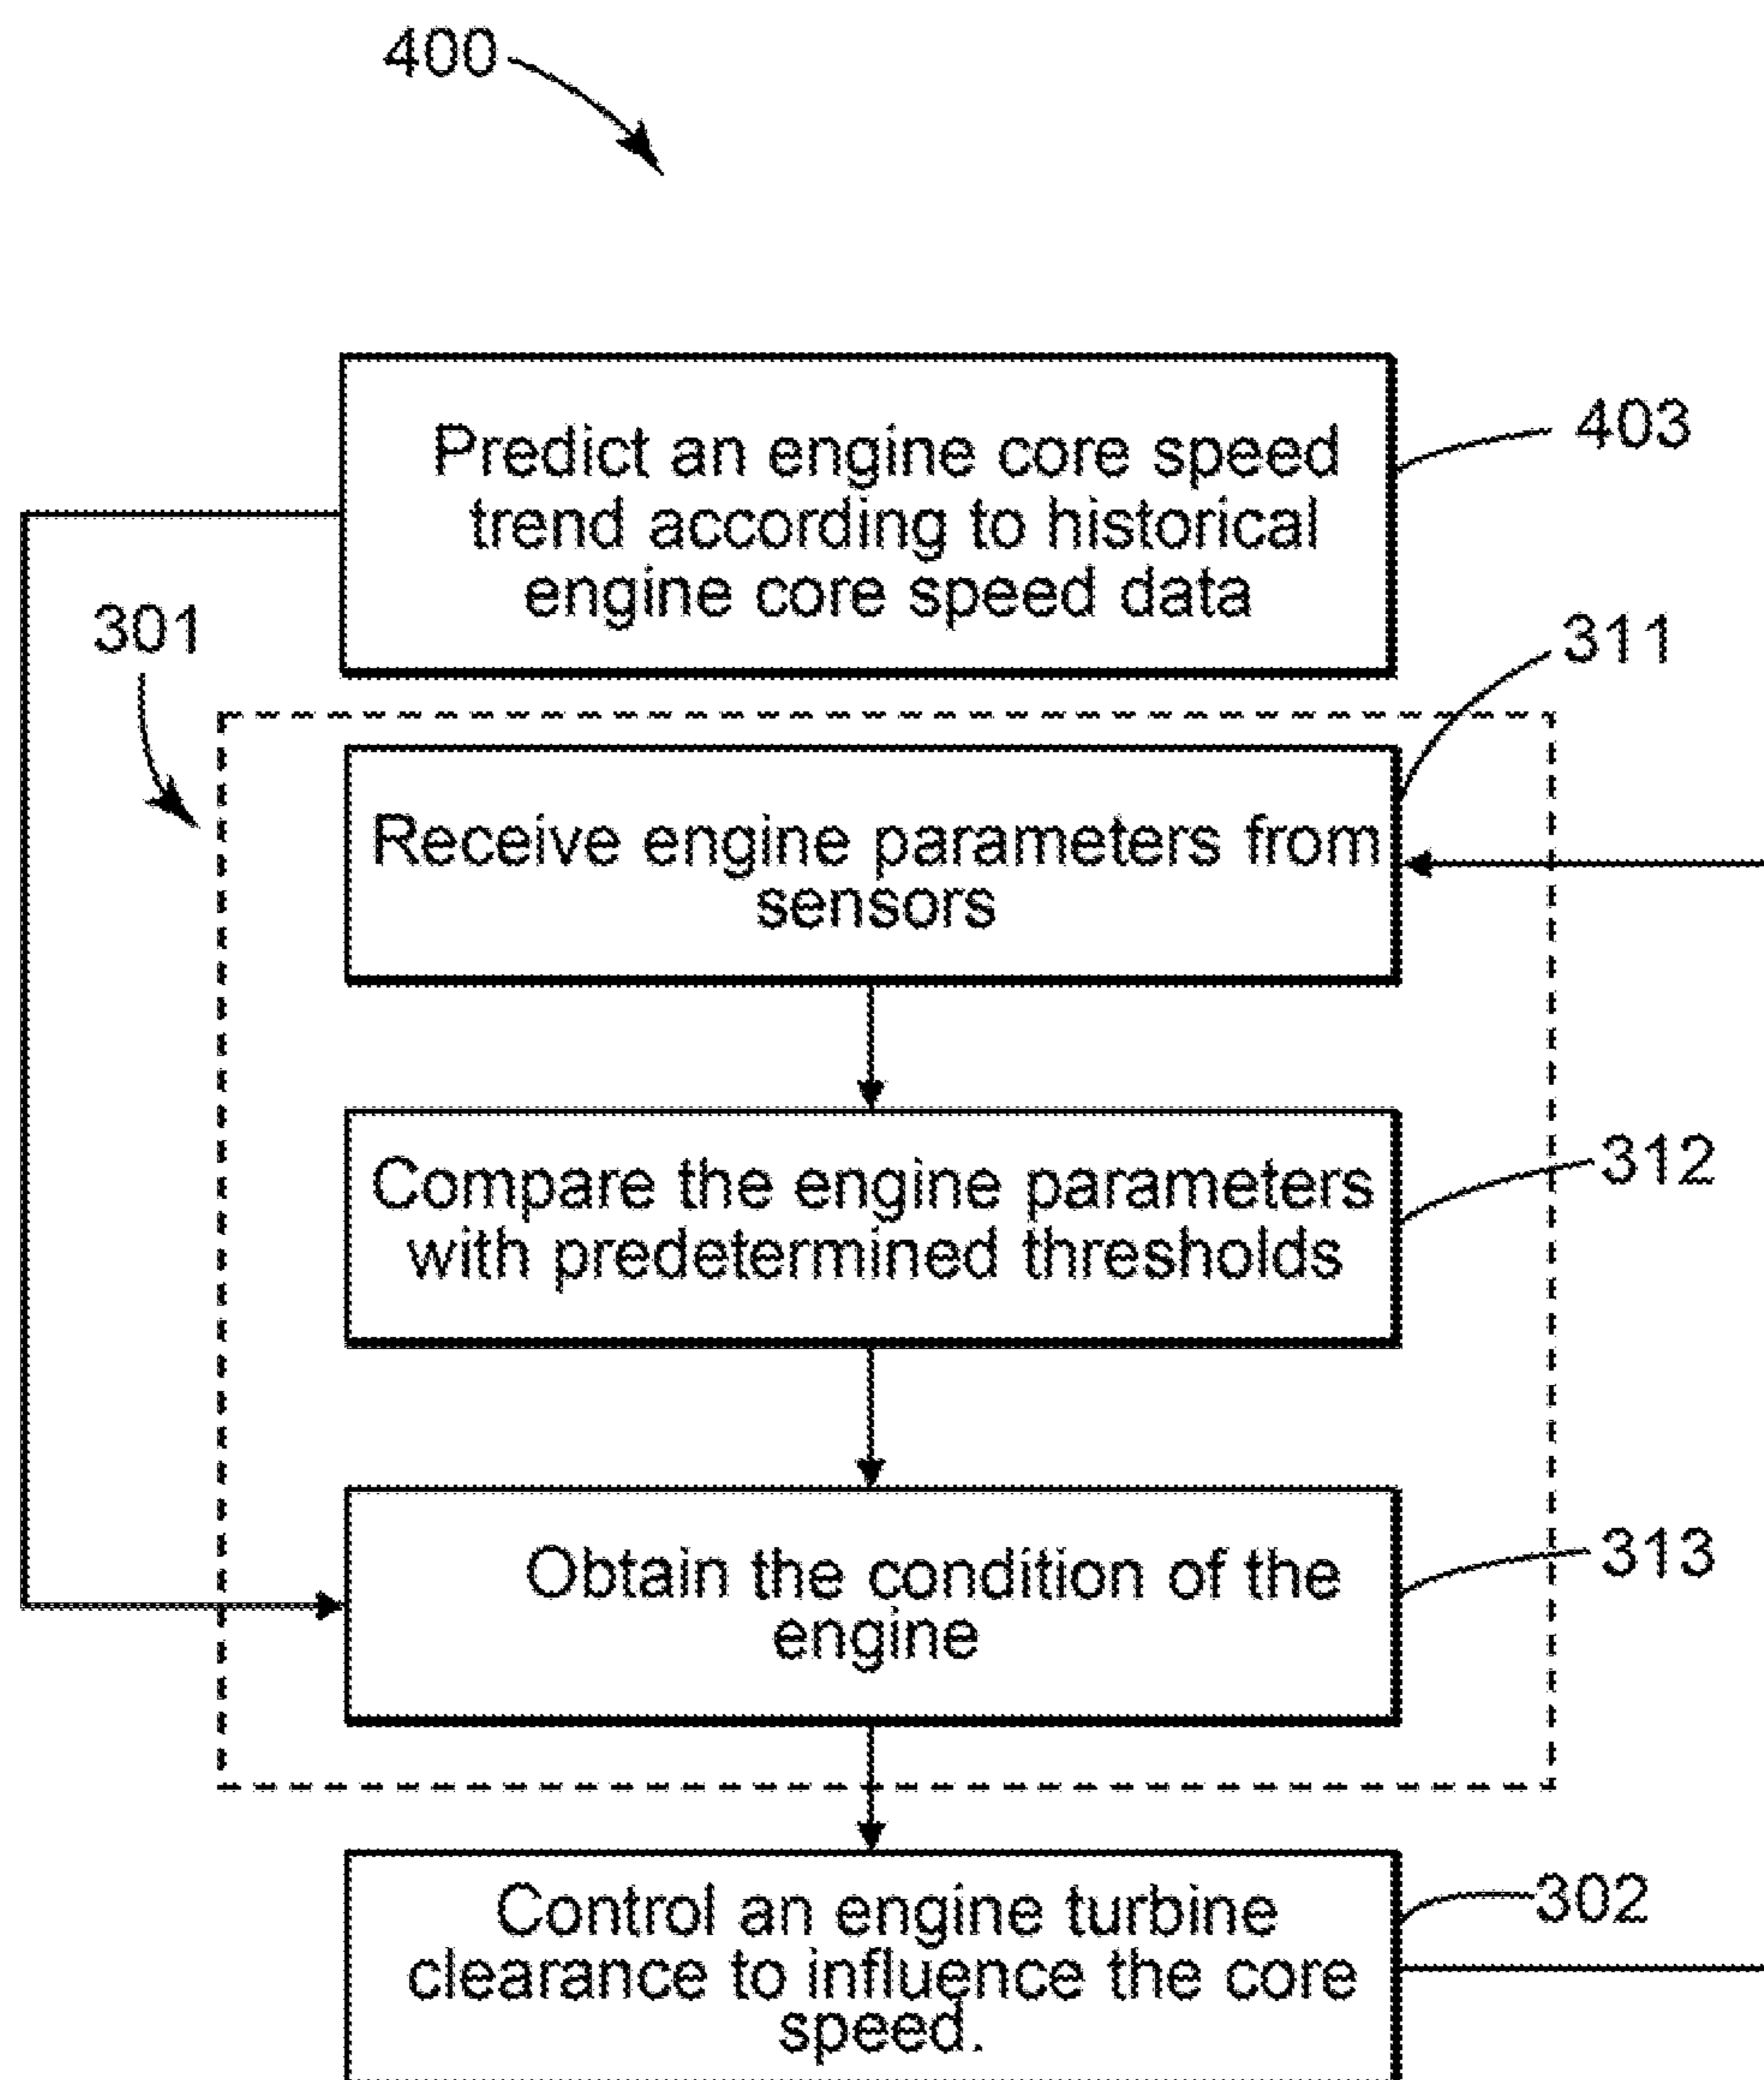 400
Predict an engine core speed
trend according to historical
engine core speed data
403
301
311
Receive engine parameters from
sensors
Compare the engine parameters
with predetermined thresholds
312
Obtain the condition of the
engine
313
Control an engine turbine
clearance to influence the core
speed.
302